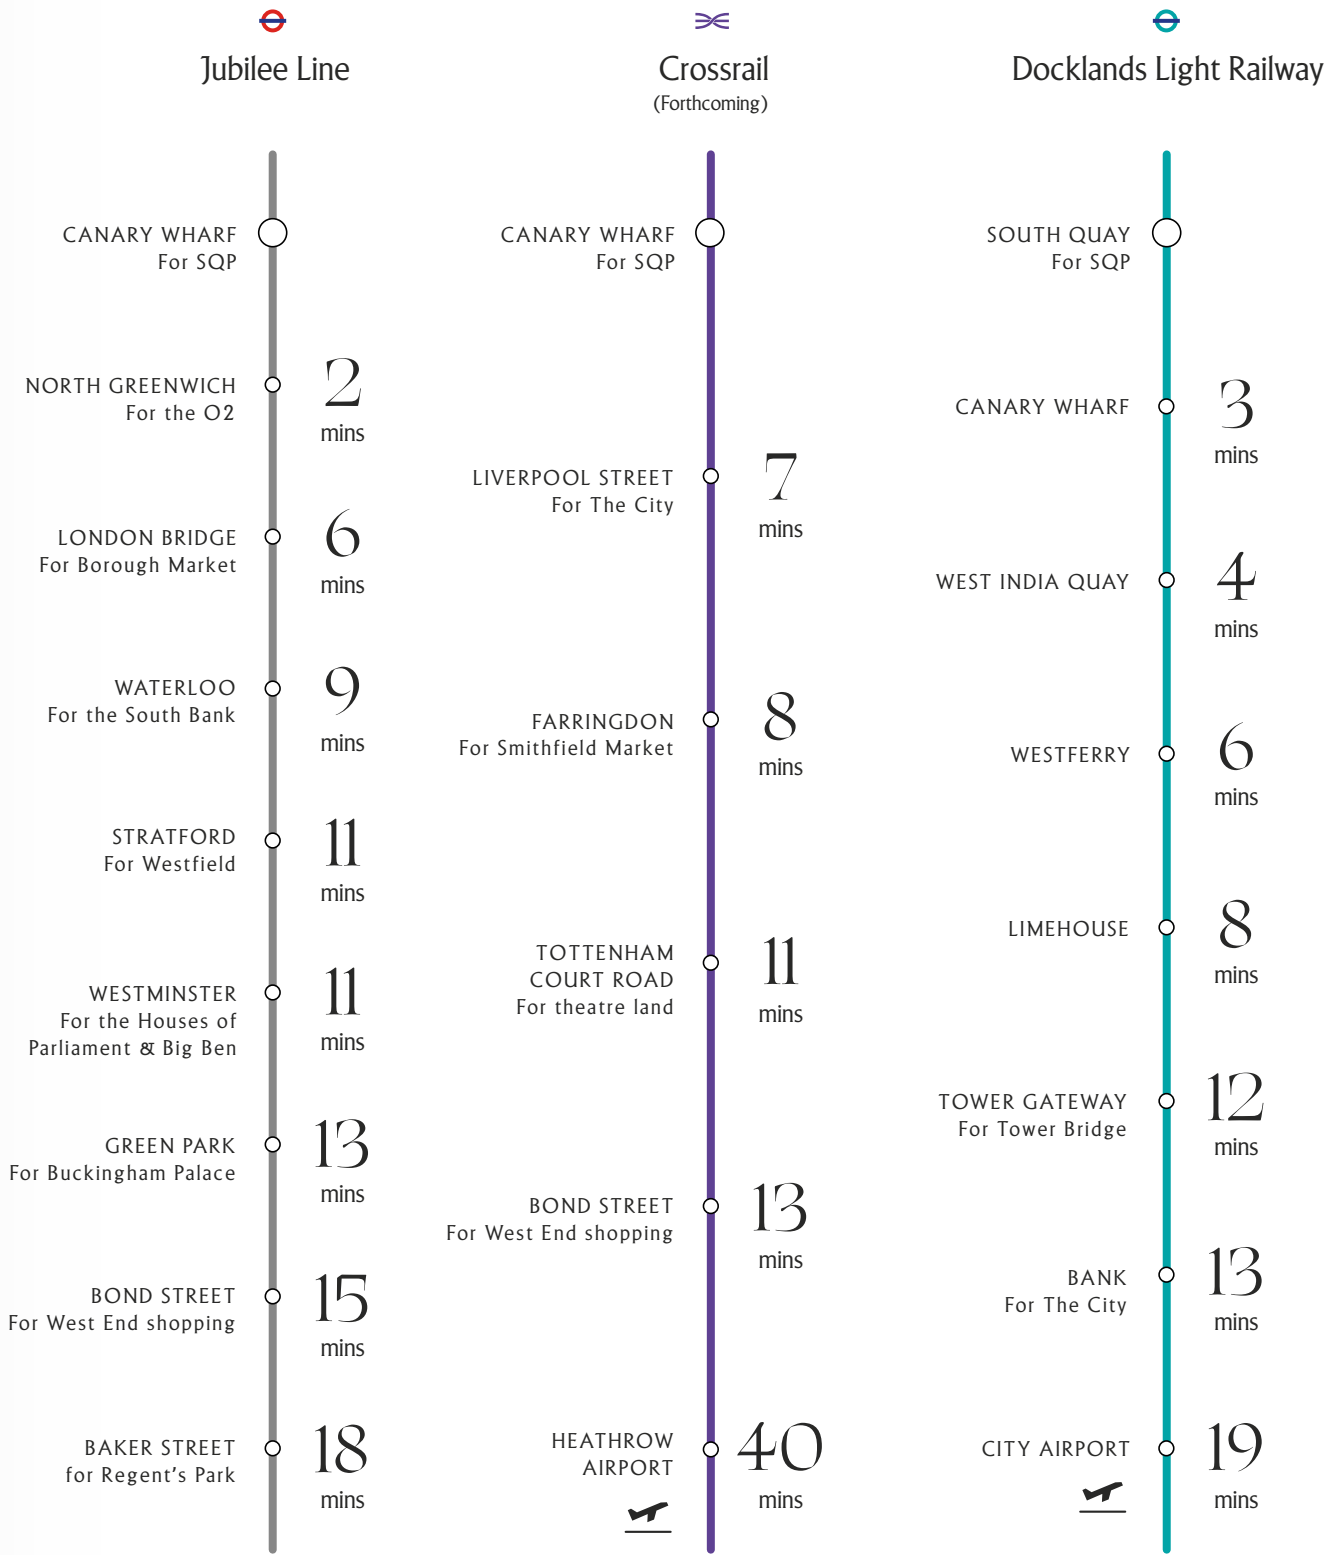 Jubilee Line
CANARY WHARF
For SQP
NORTH GREENWICH
For the O2
2
mins
LONDON BRIDGE
For Borough Market
6
mins
WATERLOO
For the South Bank
9
mins
STRATFORD
For Westfield
11
mins
WESTMINSTER
For the Houses of
Parliament & Big Ben
11
mins
GREEN PARK
For Buckingham Palace
13
mins
BOND STREET
For West End shopping
15
mins
BAKER STREET
for Regent's Park
18
mins
Crossrail
(Forthcoming)
CANARY WHARF
For SQP
LIVERPOOL STREET
For The City
7
mins
FARRINGDON
For Smithfield Market
8
mins
TOTTENHAM
COURT ROAD
For theatre land
11
mins
BOND STREET
For West End shopping
13
mins
HEATHROW
AIRPORT
40
mins
Docklands Light Railway
SOUTH QUAY
For SQP
CANARY WHARF
3
mins
WEST INDIA QUAY
4
mins
WESTFERRY
6
mins
LIMEHOUSE
8
mins
TOWER GATEWAY
For Tower Bridge
12
mins
BANK
For The City
13
mins
CITY AIRPORT
19
mins